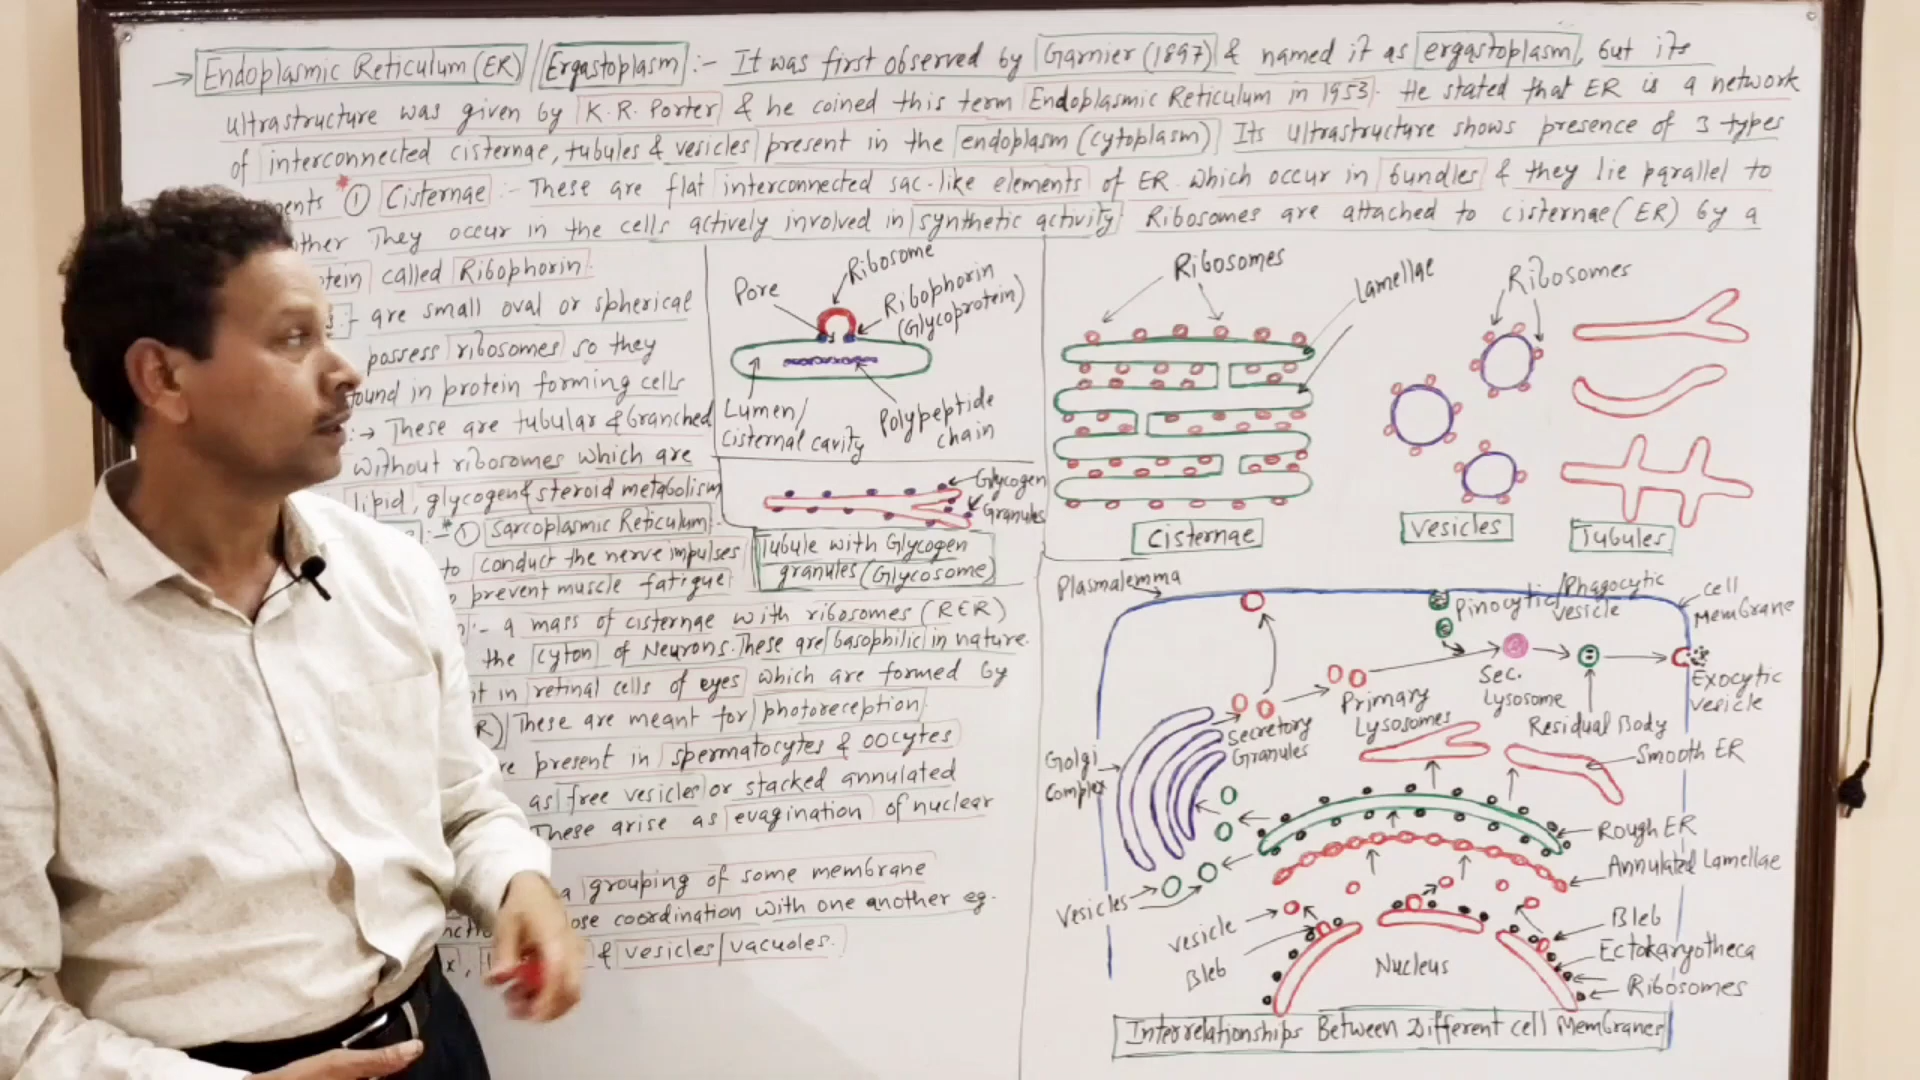 → Endoplasmic Reticulum (ER) / Ergastoplasm :- It was first observed by Garnier (1897) & named it as ergastoplasm, but its
ultrastructure was given by K.R. Porter & he coined this term Endoplasmic Reticulum in 1953. He stated that ER is a network
of interconnected cisternae, tubules & vesicles present in the endoplasm (cytoplasm) Its ultrastructure shows presence of 3 types
ments * ① Cisternae :- These are flat interconnected sac-like elements of ER which occur in bundles & they lie parallel to
ther They occur in the cells actively involved in synthetic activity Ribosomes are attached to cisternae (ER) by a
tein called Ribophorin.
s :- are small oval or spherical
possess ribosomes so they
ound in protein forming cells
:→ These are tubular & branched
without ribosomes which are
lipid, glycogen & steroid metabolism
:- * ① Sarcoplasmic Reticulum :-
to conduct the nerve impulses
prevent muscle fatigue
:- a mass of cisternae with ribosomes (RER)
the cyton of Neurons. These are basophilic in nature.
t in retinal cells of eyes which are formed by
R) These are meant for photoreception
re present in spermatocytes & oocytes
as free vesicles or stacked annulated
These arise as evagination of nuclear
a grouping of some membrane
ose coordination with one another eg.
x, & vesicles/vacuoles.
Ribosome
Pore
Ribophorin
(Glycoprotein)
Lumen/
cisternal cavity
Polypeptide
chain
Glycogen
Granules
Tubule with Glycogen
granules (Glycosome)
Ribosomes
Lamellae
Cisternae
Ribosomes
Vesicles
Tubules
Plasmalemma
Pinocytic/Phagocytic
vesicle
cell
Membrane
Exocytic
vesicle
Sec.
Lysosome
Residual Body
Primary
Lysosomes
Secretory
Granules
Golgi
Complex
Smooth ER
Rough ER
Annulated Lamellae
Vesicles
vesicle
Bleb
Nucleus
Bleb
Ectokaryotheca
Ribosomes
Interrelationships Between Different cell Membranes